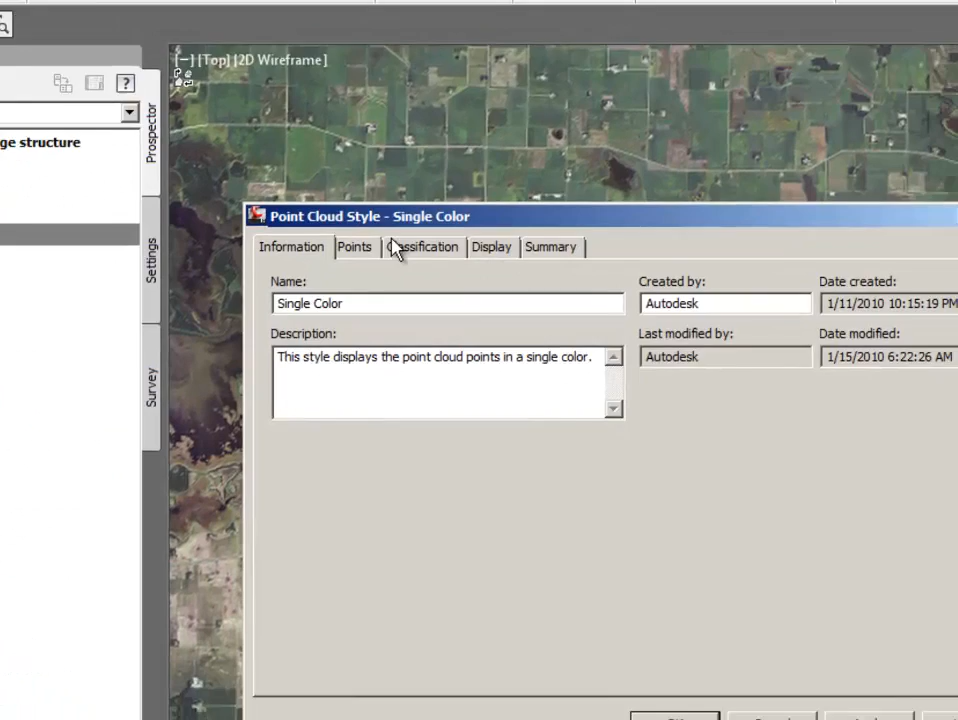 [−] [Top] [2D Wireframe]
?
Prospector
ge structure
Settings
Survey
Point Cloud Style - Single Color
Information Points Classification Display Summary
Name: Created by: Date created:
Single Color Autodesk 1/11/2010 10:15:19 PM
Description: Last modified by: Date modified:
This style displays the point cloud points in a single color. Autodesk 1/15/2010 6:22:26 AM